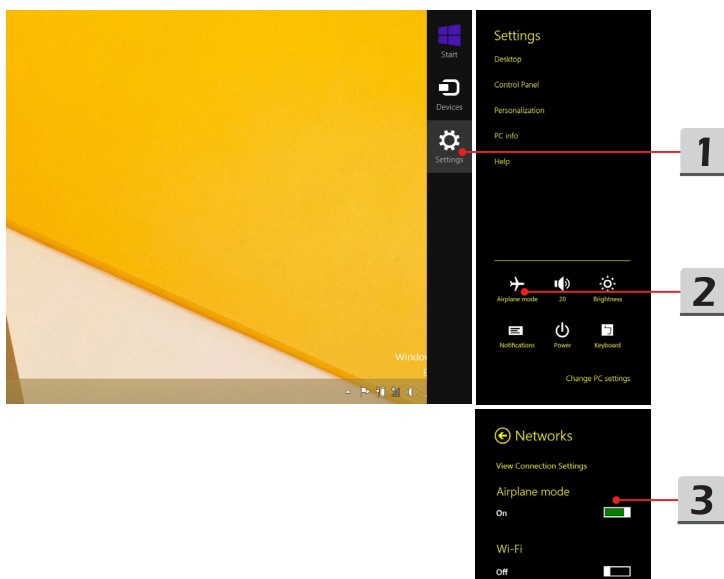 Start
Devices
Settings
Windo
Settings
Desktop
Control Panel
Personalization
PC info
Help
Airplane mode
20
Brightness
Notifications
Power
Keyboard
Change PC settings
1
2
Networks
View Connection Settings
Airplane mode
On
Wi-Fi
Off
3